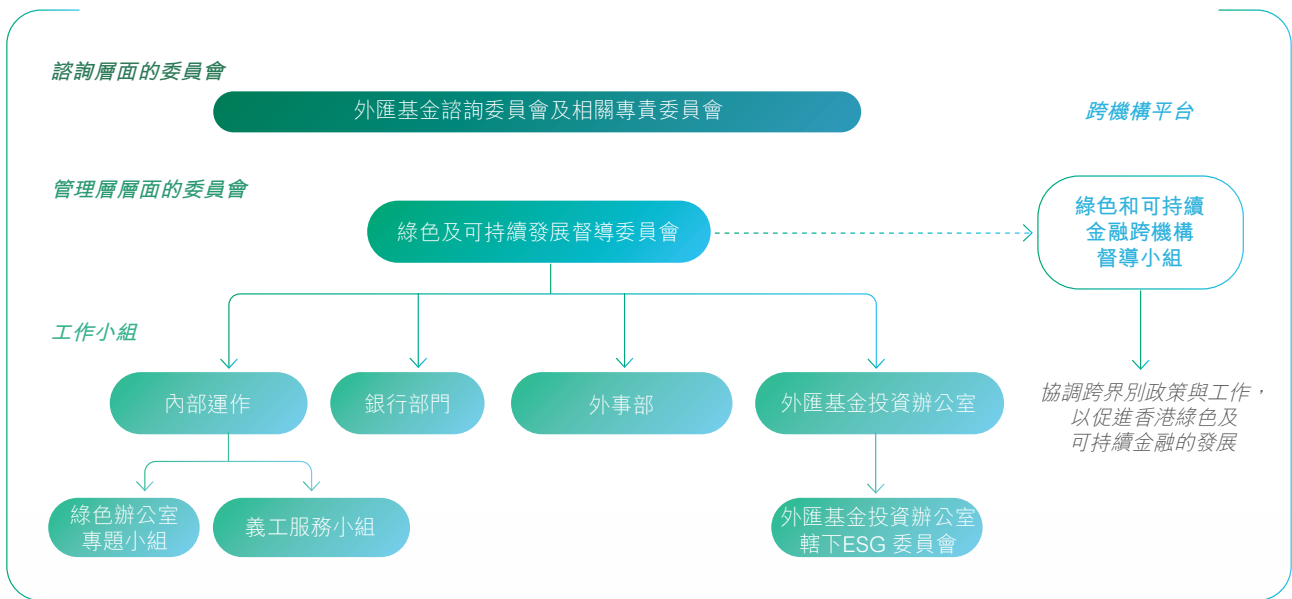 諮詢層面的委員會
外匯基金諮詢委員會及相關專責委員會
跨機構平台
管理層層面的委員會
綠色及可持續發展督導委員會
綠色和可持續
金融跨機構
督導小組
工作小組
內部運作
銀行部門
外事部
外匯基金投資辦公室
協調跨界別政策與工作，
以促進香港綠色及
可持續金融的發展
綠色辦公室
專題小組
義工服務小組
外匯基金投資辦公室
轄下ESG 委員會